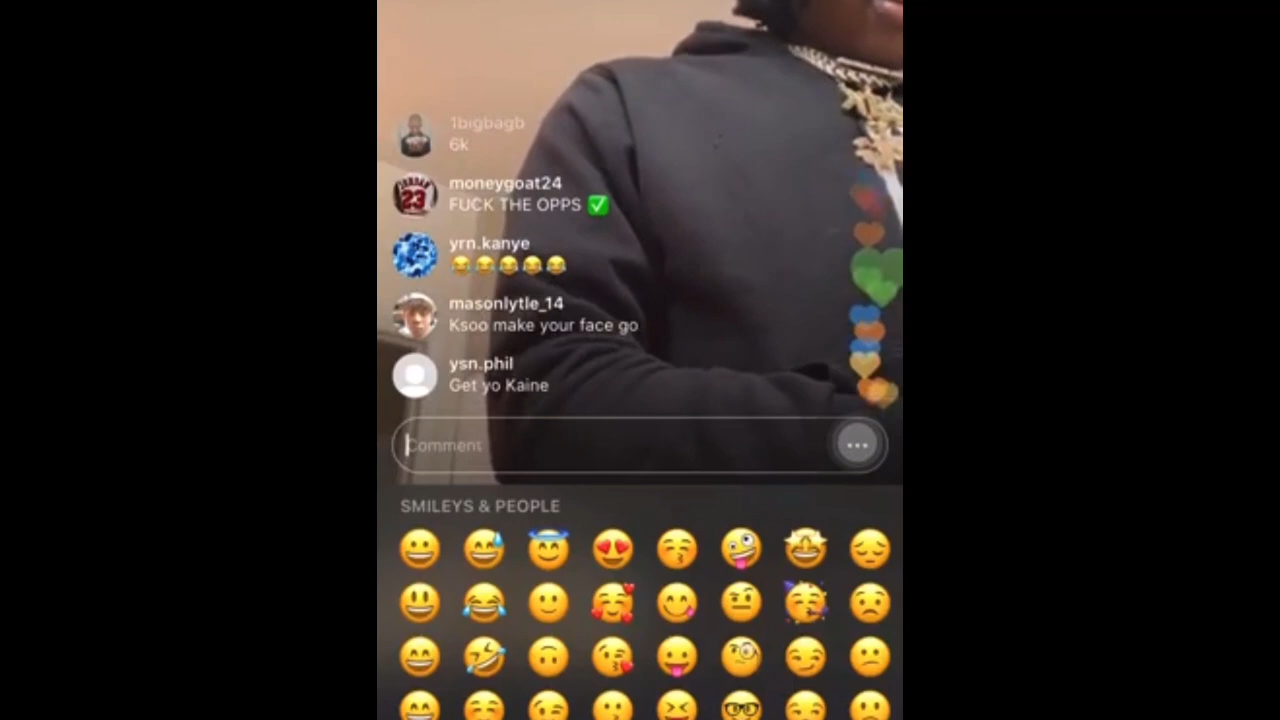 1bigbagb
6k
moneygoat24
FUCK THE OPPS ✅
yrn.kanye
😂😂😂😂😂
masonlytle_14
Ksoo make your face go
ysn.phil
Get yo Kaine
Comment
SMILEYS & PEOPLE